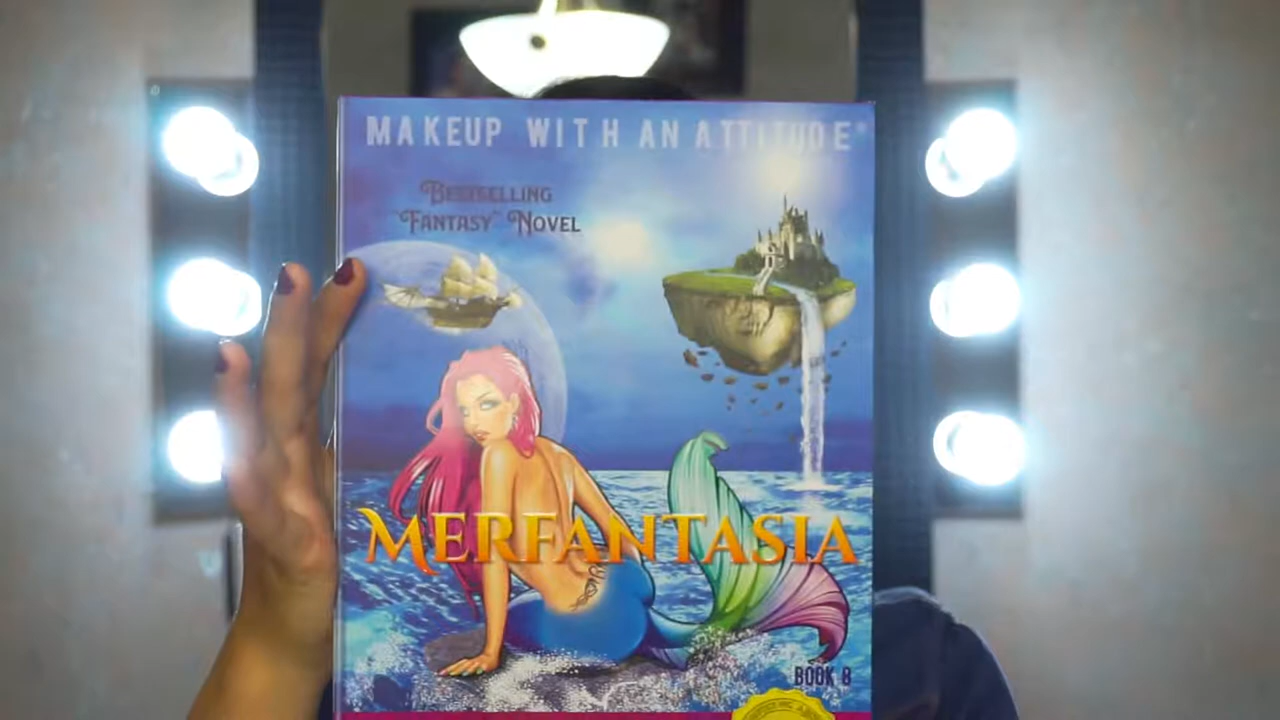 MAKEUP WITH AN ATTITUDE®
BESTSELLING
"FANTASY" NOVEL
MERFANTASIA
BOOK 8